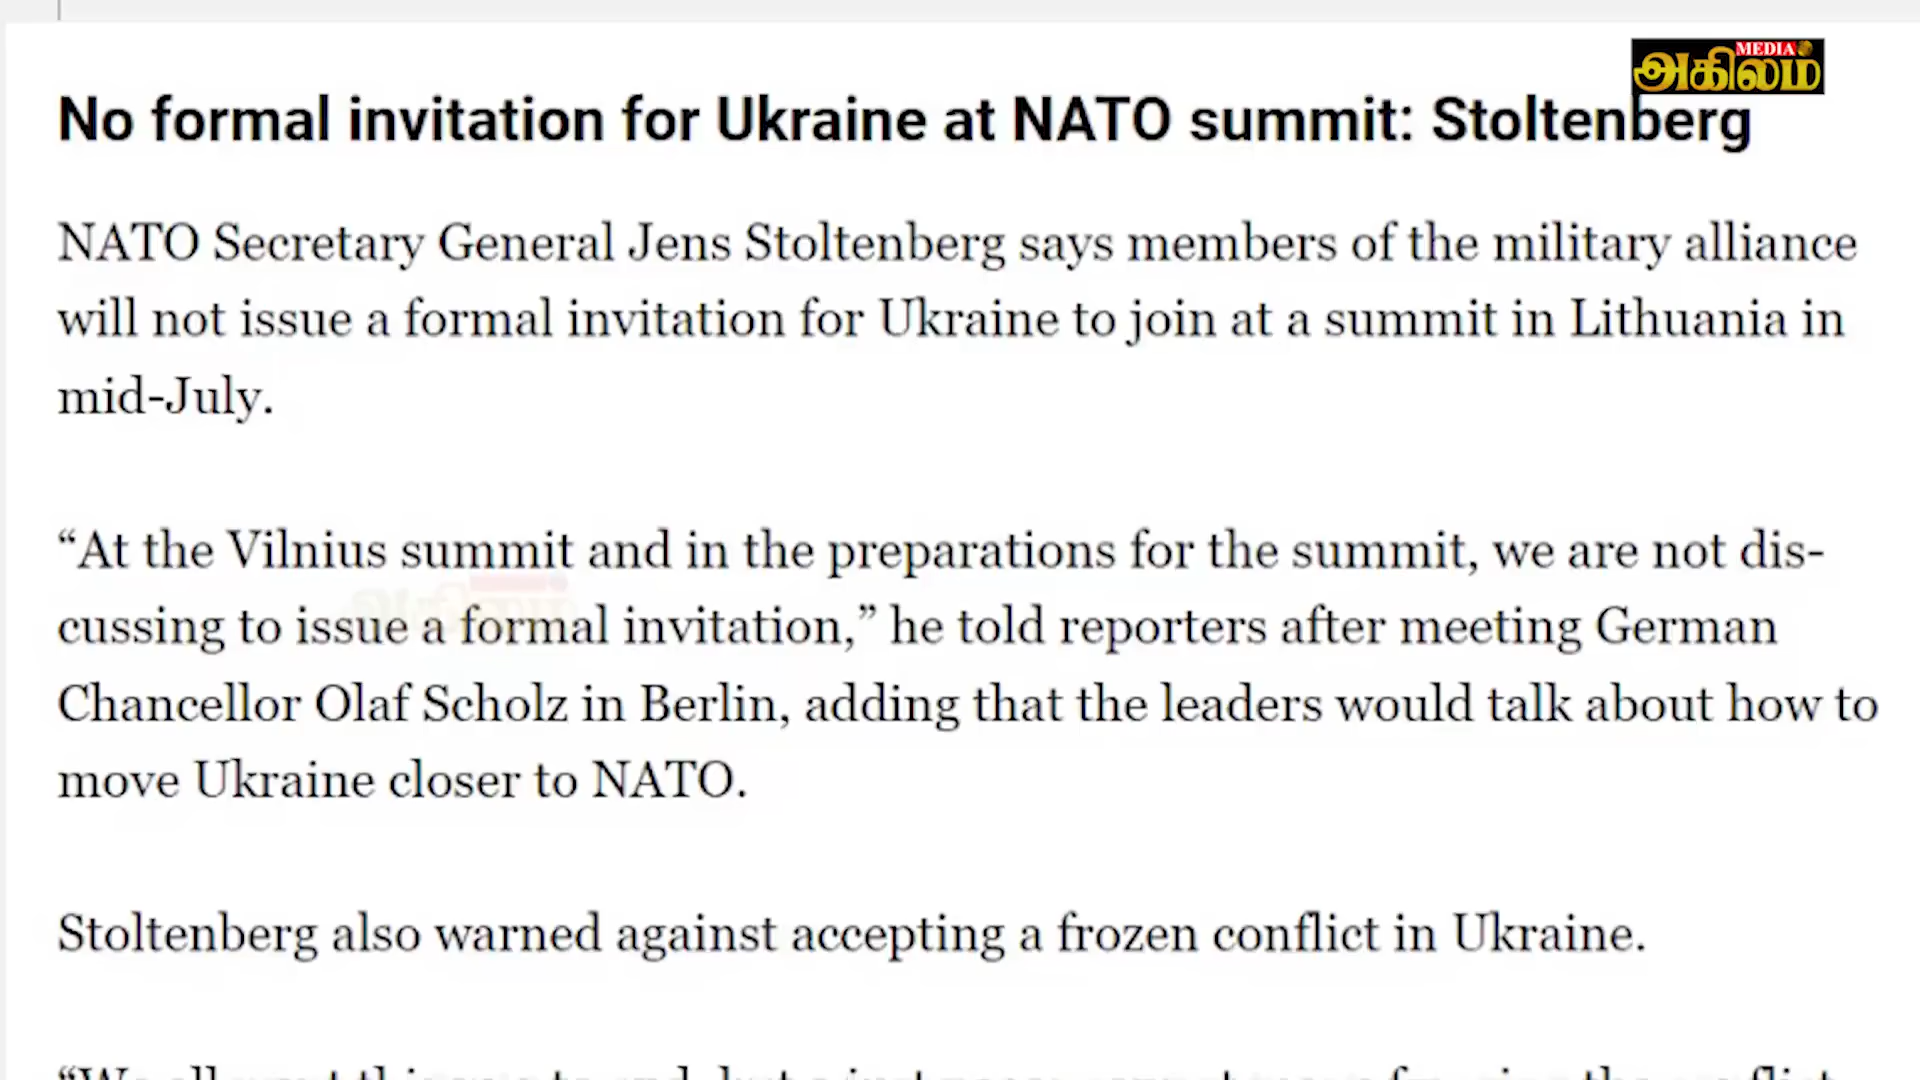 MEDIA
அகிலம்
No formal invitation for Ukraine at NATO summit: Stoltenberg
NATO Secretary General Jens Stoltenberg says members of the military alliance
will not issue a formal invitation for Ukraine to join at a summit in Lithuania in
mid-July.
“At the Vilnius summit and in the preparations for the summit, we are not dis-
cussing to issue a formal invitation,” he told reporters after meeting German
Chancellor Olaf Scholz in Berlin, adding that the leaders would talk about how to
move Ukraine closer to NATO.
Stoltenberg also warned against accepting a frozen conflict in Ukraine.